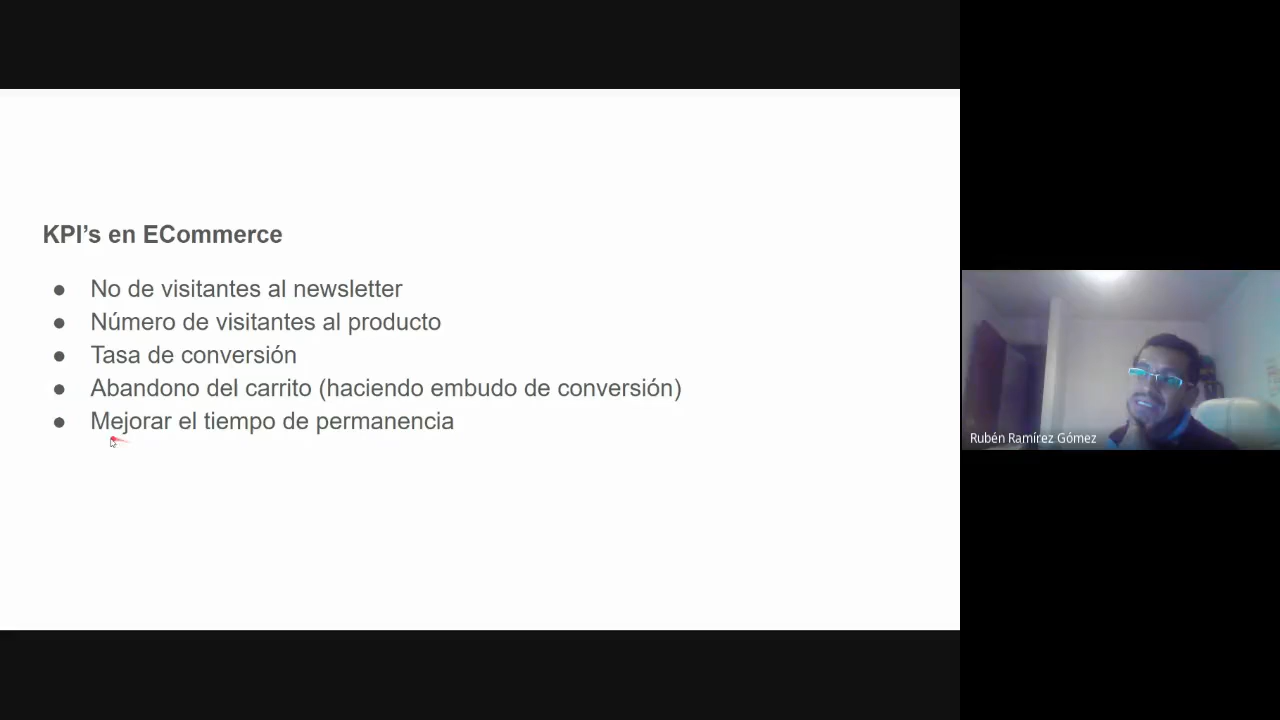 KPI’s en ECommerce
● No de visitantes al newsletter
● Número de visitantes al producto
● Tasa de conversión
● Abandono del carrito (haciendo embudo de conversión)
● Mejorar el tiempo de permanencia
Rubén Ramírez Gómez